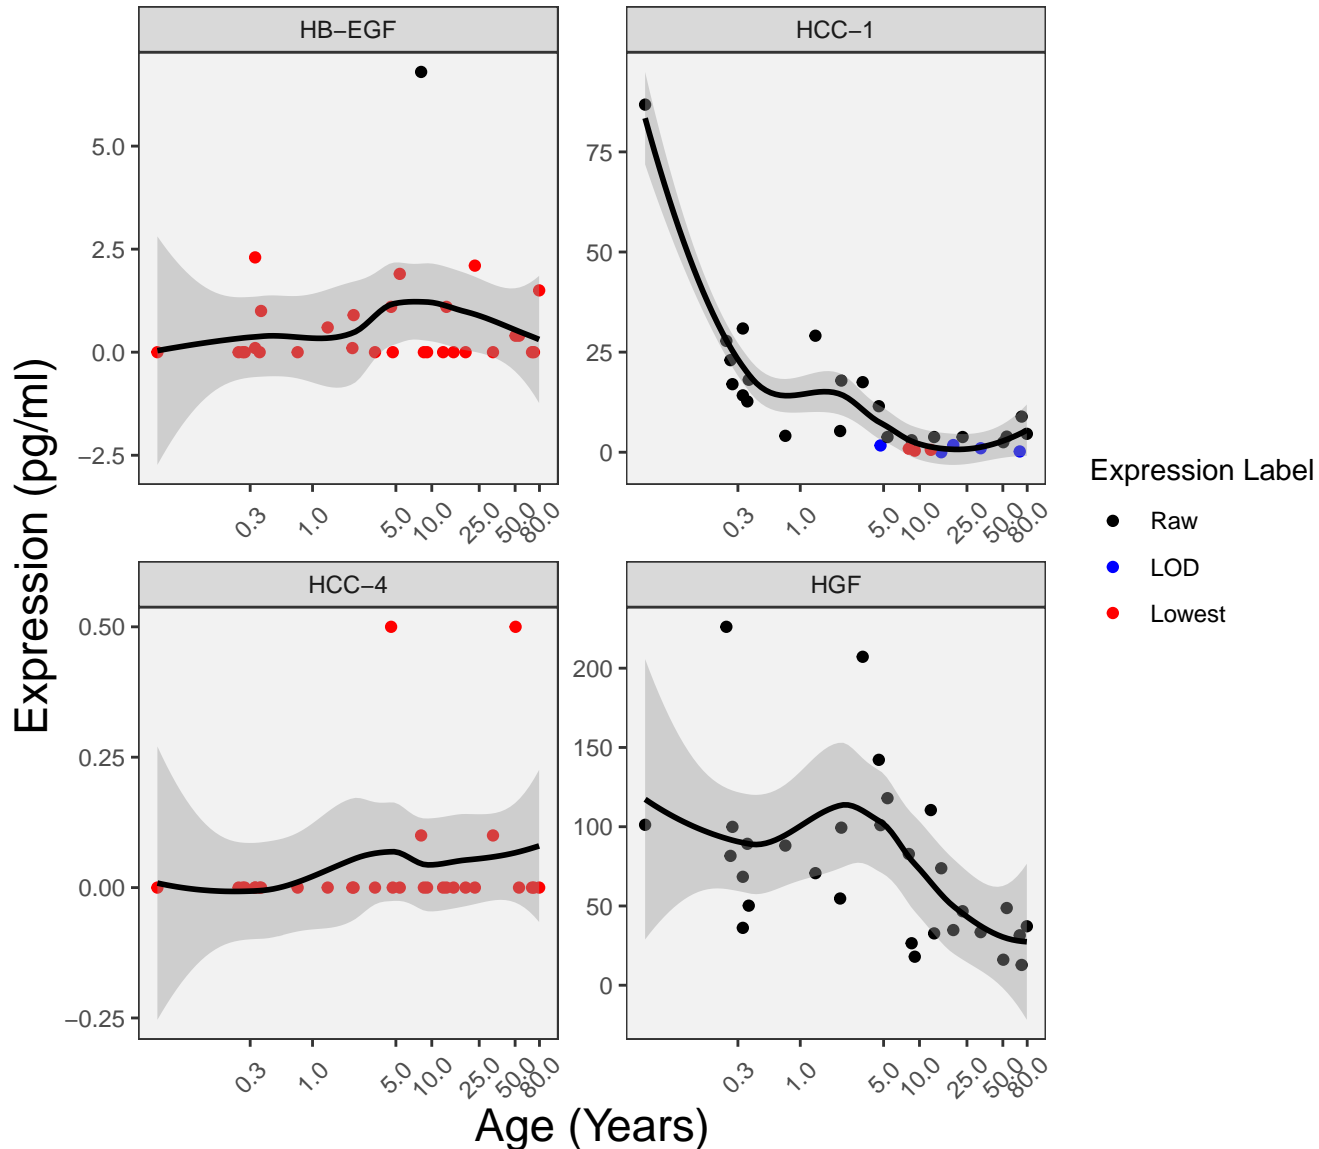 HB−EGF
HCC−1
5.0
2.5
0.0
−2.5
75
50
25
0
0.3 1.0 5.0 10.0 25.0 50.0 80.0
0.3 1.0 5.0 10.0 25.0 50.0 80.0
Expression (pg/ml)
Expression Label
Raw
LOD
Lowest
HCC−4
HGF
0.50
0.25
0.00
−0.25
200
150
100
50
0
0.3 1.0 5.0 10.0 25.0 50.0 80.0
0.3 1.0 5.0 10.0 25.0 50.0 80.0
Age (Years)